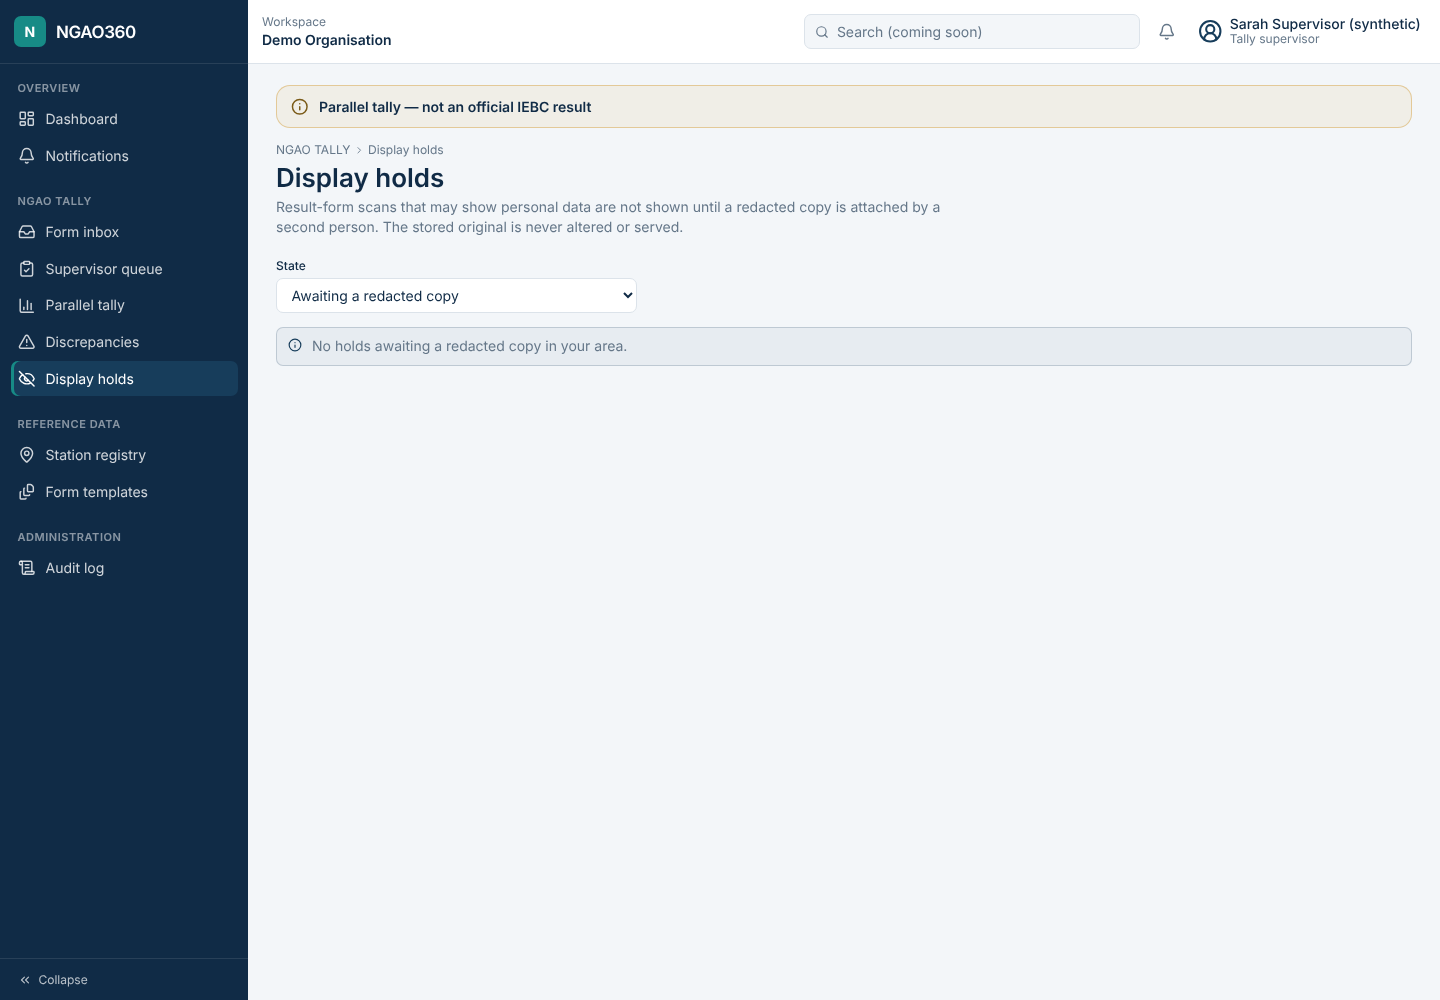 N NGAO360
Workspace
Demo Organisation
Search (coming soon)
Sarah Supervisor (synthetic)
Tally supervisor
OVERVIEW
Dashboard
Notifications
NGAO TALLY
Form inbox
Supervisor queue
Parallel tally
Discrepancies
Display holds
REFERENCE DATA
Station registry
Form templates
ADMINISTRATION
Audit log
Collapse
Parallel tally — not an official IEBC result
NGAO TALLY › Display holds
Display holds
Result-form scans that may show personal data are not shown until a redacted copy is attached by a
second person. The stored original is never altered or served.
State
Awaiting a redacted copy
No holds awaiting a redacted copy in your area.